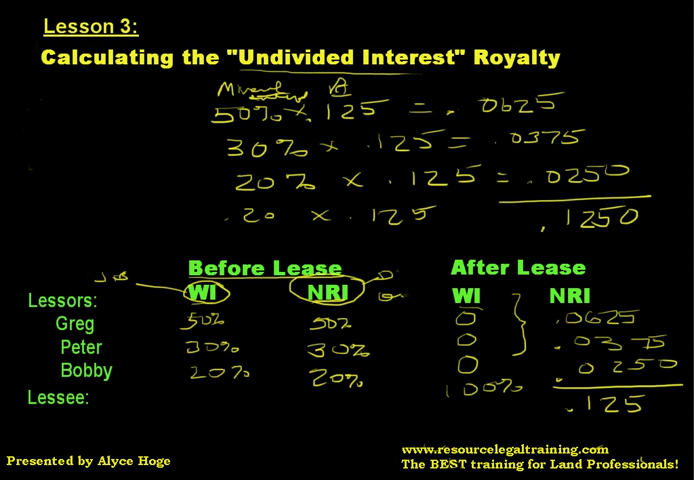 Lesson 3:
Calculating the "Undivided Interest" Royalty
50% × .125 = .0625
30% × .125 = .0375
20% × .125 = .0250
.20 × .125 .1250
Before Lease After Lease
WI NRI WI NRI
Lessors:
Greg 50% 50% 0 .0625
Peter 30% 30% 0 .0375
Bobby 20% 20% 0 .0250
Lessee: 100% .125
www.resourcelegaltraining.com
Presented by Alyce Hoge The BEST training for Land Professionals!